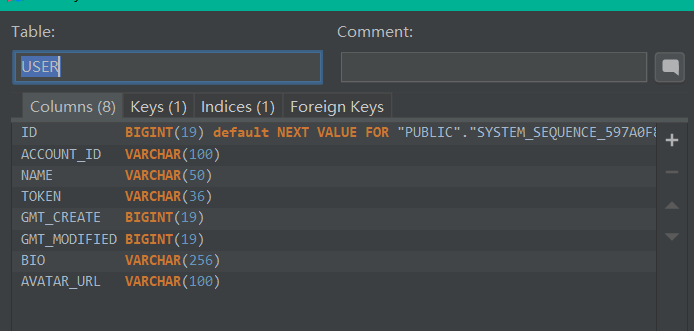 Table:
Comment:
USER
Columns (8) Keys (1) Indices (1) Foreign Keys
ID BIGINT(19) default NEXT VALUE FOR "PUBLIC"."SYSTEM_SEQUENCE_597A0F8
ACCOUNT_ID VARCHAR(100)
NAME VARCHAR(50)
TOKEN VARCHAR(36)
GMT_CREATE BIGINT(19)
GMT_MODIFIED BIGINT(19)
BIO VARCHAR(256)
AVATAR_URL VARCHAR(100)